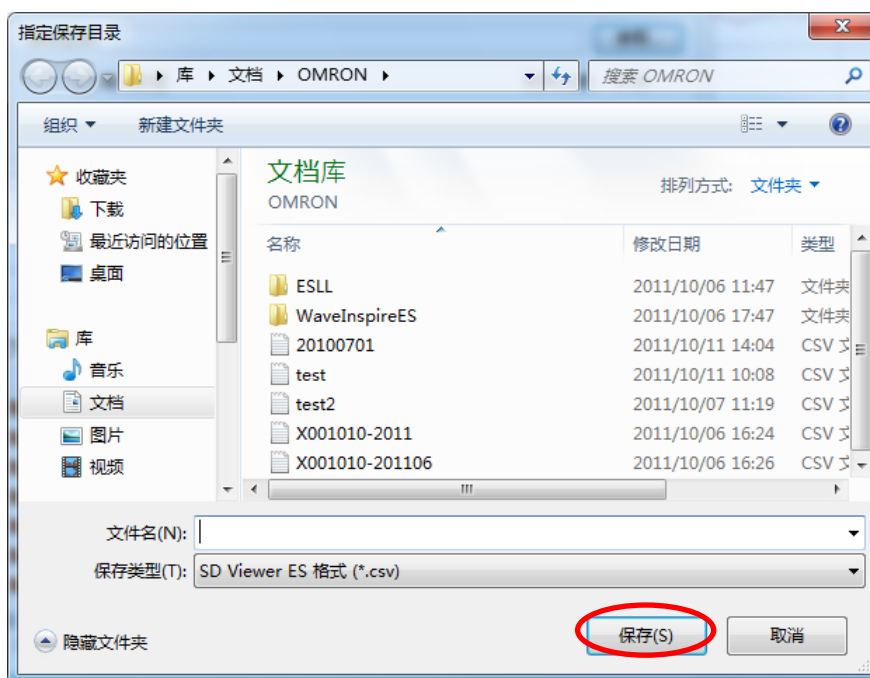 指定保存目录
库 文档 OMRON
搜索 OMRON
组织 新建文件夹
收藏夹
下载
最近访问的位置
桌面
库
音乐
文档
图片
视频
文档库
OMRON
排列方式: 文件夹
名称 修改日期 类型
ESLL 2011/10/06 11:47 文件夹
WaveInspireES 2011/10/06 17:47 文件夹
20100701 2011/10/11 14:04 CSV 文
test 2011/10/11 10:08 CSV 文
test2 2011/10/07 11:19 CSV 文
X001010-2011 2011/10/06 16:24 CSV 文
X001010-201106 2011/10/06 16:26 CSV 文
文件名(N):
保存类型(T): SD Viewer ES 格式 (*.csv)
隐藏文件夹
保存(S) 取消